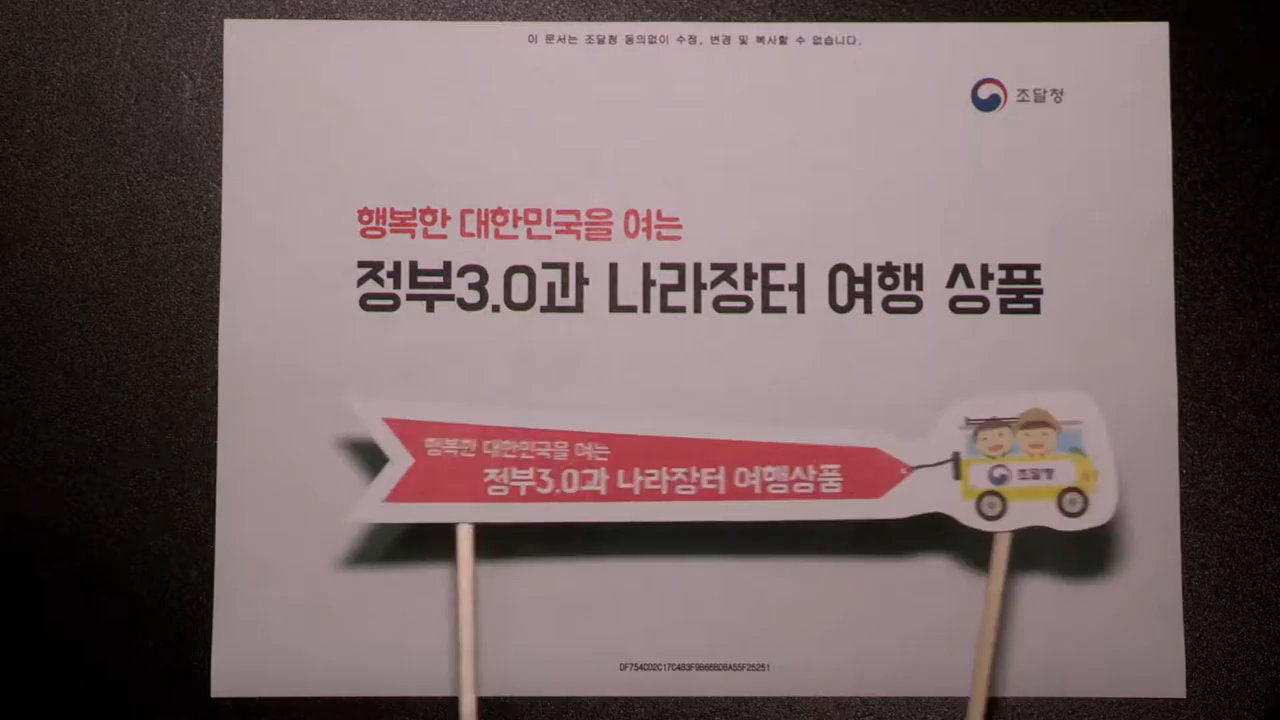 이 문서는 조달청 동의없이 수정, 변경 및 복사할 수 없습니다.
조달청
행복한 대한민국을 여는
정부3.0과 나라장터 여행 상품
행복한 대한민국을 여는
정부3.0과 나라장터 여행상품
조달청